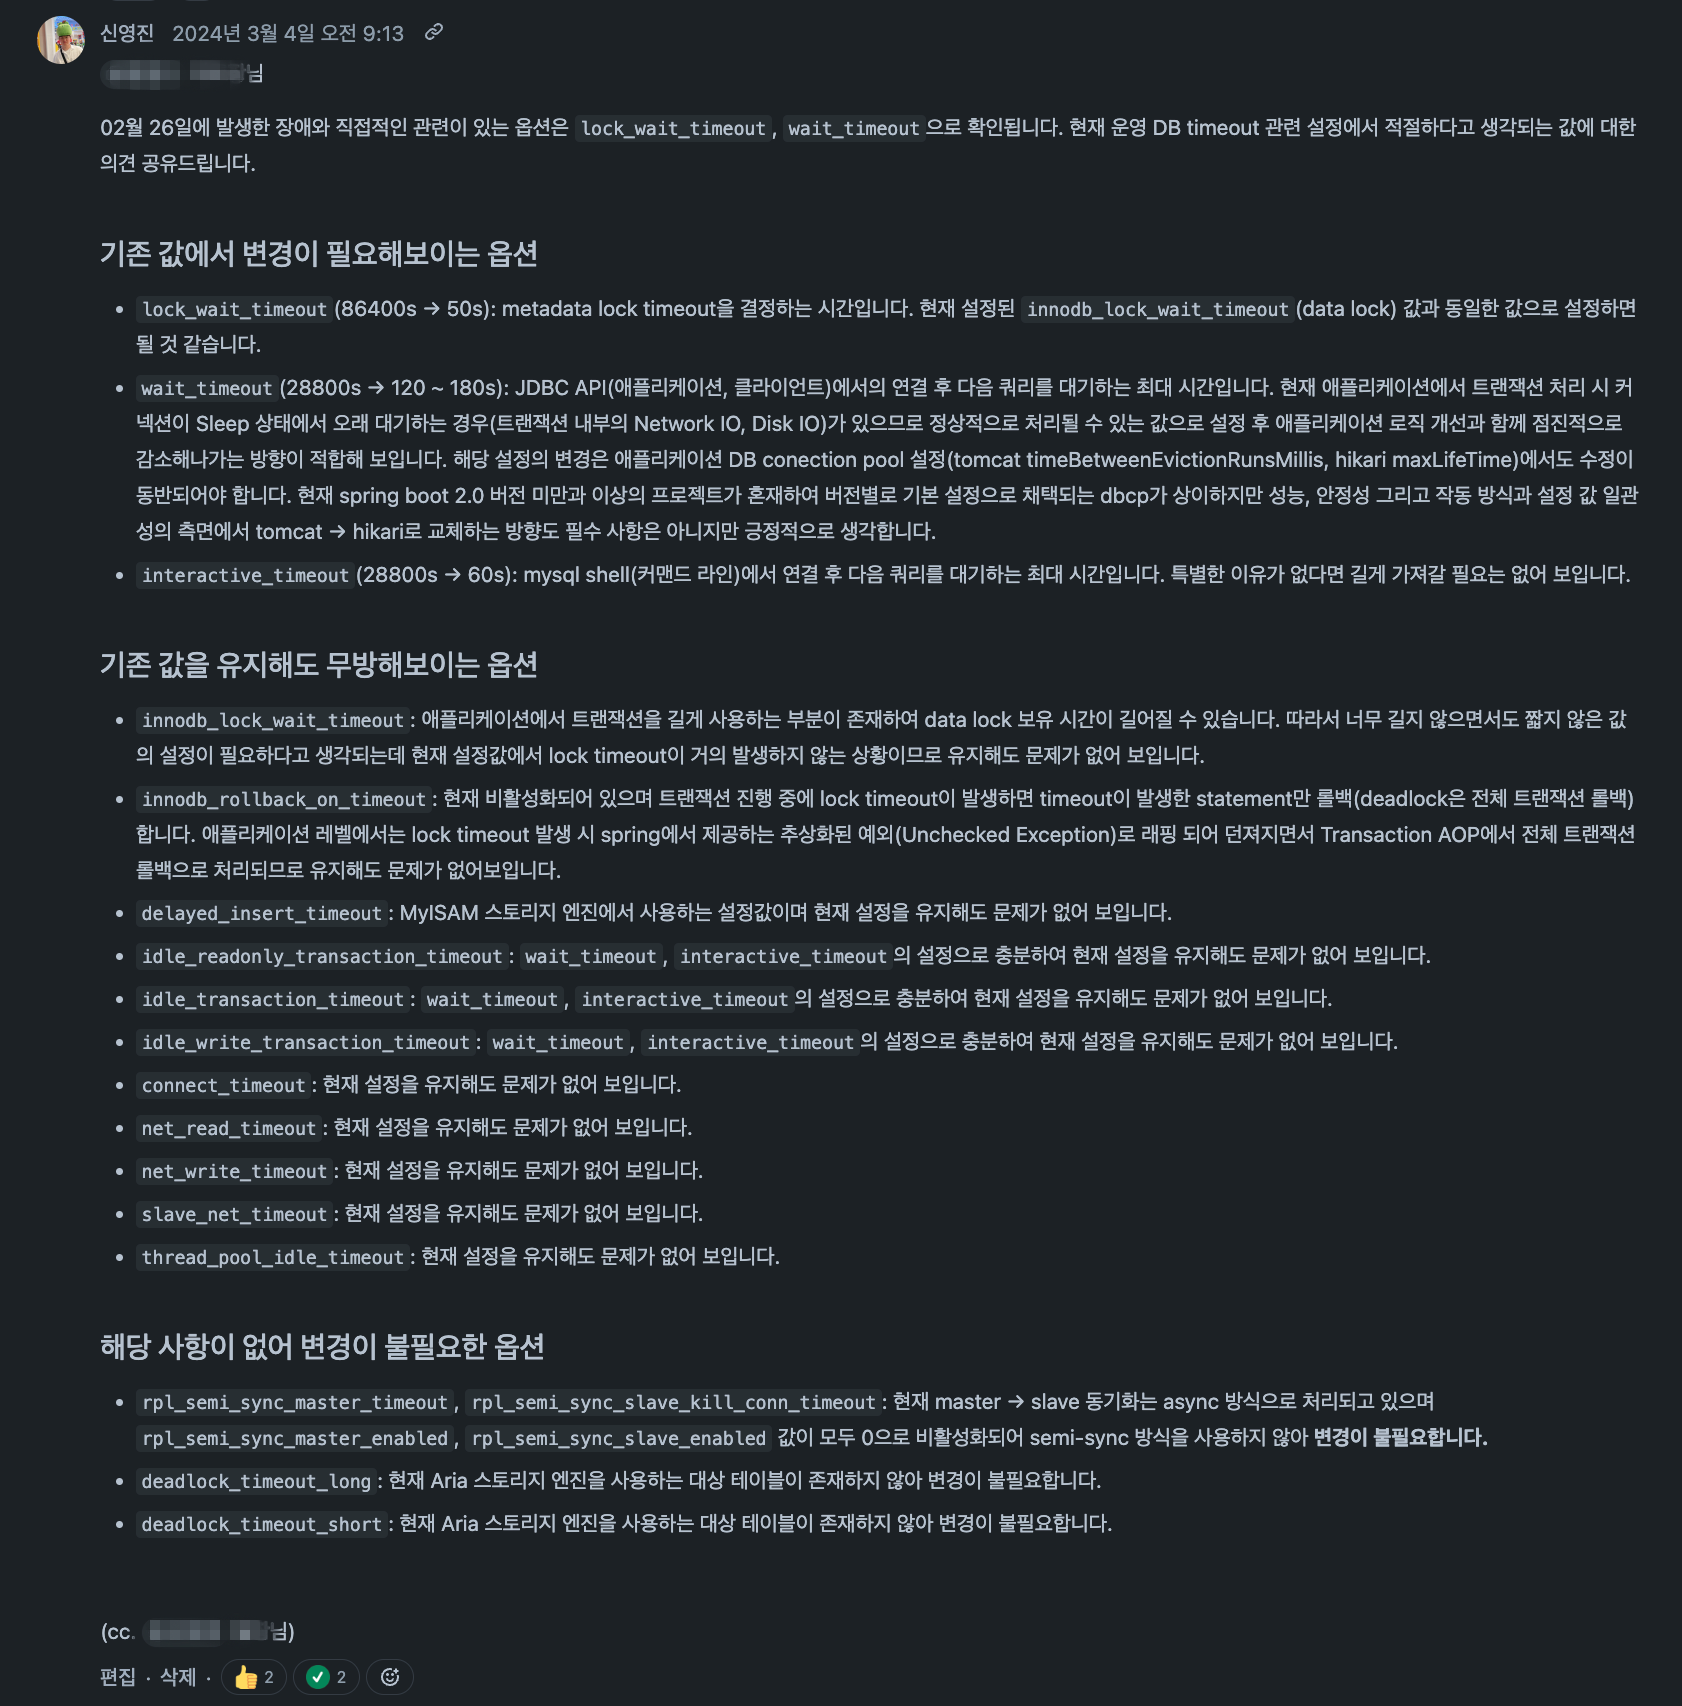 신영진 2024년 3월 4일 오전 9:13
님
02월 26일에 발생한 장애와 직접적인 관련이 있는 옵션은 lock_wait_timeout, wait_timeout으로 확인됩니다. 현재 운영 DB timeout 관련 설정에서 적절하다고 생각되는 값에 대한
의견 공유드립니다.
기존 값에서 변경이 필요해보이는 옵션
• lock_wait_timeout(86400s → 50s): metadata lock timeout을 결정하는 시간입니다. 현재 설정된 innodb_lock_wait_timeout(data lock) 값과 동일한 값으로 설정하면
될 것 같습니다.
• wait_timeout(28800s → 120 ~ 180s): JDBC API(애플리케이션, 클라이언트)에서의 연결 후 다음 쿼리를 대기하는 최대 시간입니다. 현재 애플리케이션에서 트랜잭션 처리 시 커
넥션이 Sleep 상태에서 오래 대기하는 경우(트랜잭션 내부의 Network IO, Disk IO)가 있으므로 정상적으로 처리될 수 있는 값으로 설정 후 애플리케이션 로직 개선과 함께 점진적으로
감소해나가는 방향이 적합해 보입니다. 해당 설정의 변경은 애플리케이션 DB conection pool 설정(tomcat timeBetweenEvictionRunsMillis, hikari maxLifeTime)에서도 수정이
동반되어야 합니다. 현재 spring boot 2.0 버전 미만과 이상의 프로젝트가 혼재하여 버전별로 기본 설정으로 채택되는 dbcp가 상이하지만 성능, 안정성 그리고 작동 방식과 설정 값 일관
성의 측면에서 tomcat → hikari로 교체하는 방향도 필수 사항은 아니지만 긍정적으로 생각합니다.
• interactive_timeout(28800s → 60s): mysql shell(커맨드 라인)에서 연결 후 다음 쿼리를 대기하는 최대 시간입니다. 특별한 이유가 없다면 길게 가져갈 필요는 없어 보입니다.
기존 값을 유지해도 무방해보이는 옵션
• innodb_lock_wait_timeout: 애플리케이션에서 트랜잭션을 길게 사용하는 부분이 존재하여 data lock 보유 시간이 길어질 수 있습니다. 따라서 너무 길지 않으면서도 짧지 않은 값
의 설정이 필요하다고 생각되는데 현재 설정값에서 lock timeout이 거의 발생하지 않는 상황이므로 유지해도 문제가 없어 보입니다.
• innodb_rollback_on_timeout: 현재 비활성화되어 있으며 트랜잭션 진행 중에 lock timeout이 발생하면 timeout이 발생한 statement만 롤백(deadlock은 전체 트랜잭션 롤백)
합니다. 애플리케이션 레벨에서는 lock timeout 발생 시 spring에서 제공하는 추상화된 예외(Unchecked Exception)로 래핑 되어 던져지면서 Transaction AOP에서 전체 트랜잭션
롤백으로 처리되므로 유지해도 문제가 없어보입니다.
• delayed_insert_timeout: MyISAM 스토리지 엔진에서 사용하는 설정값이며 현재 설정을 유지해도 문제가 없어 보입니다.
• idle_readonly_transaction_timeout: wait_timeout, interactive_timeout의 설정으로 충분하여 현재 설정을 유지해도 문제가 없어 보입니다.
• idle_transaction_timeout: wait_timeout, interactive_timeout의 설정으로 충분하여 현재 설정을 유지해도 문제가 없어 보입니다.
• idle_write_transaction_timeout: wait_timeout, interactive_timeout의 설정으로 충분하여 현재 설정을 유지해도 문제가 없어 보입니다.
• connect_timeout: 현재 설정을 유지해도 문제가 없어 보입니다.
• net_read_timeout: 현재 설정을 유지해도 문제가 없어 보입니다.
• net_write_timeout: 현재 설정을 유지해도 문제가 없어 보입니다.
• slave_net_timeout: 현재 설정을 유지해도 문제가 없어 보입니다.
• thread_pool_idle_timeout: 현재 설정을 유지해도 문제가 없어 보입니다.
해당 사항이 없어 변경이 불필요한 옵션
• rpl_semi_sync_master_timeout, rpl_semi_sync_slave_kill_conn_timeout: 현재 master → slave 동기화는 async 방식으로 처리되고 있으며
rpl_semi_sync_master_enabled, rpl_semi_sync_slave_enabled 값이 모두 0으로 비활성화되어 semi-sync 방식을 사용하지 않아 변경이 불필요합니다.
• deadlock_timeout_long: 현재 Aria 스토리지 엔진을 사용하는 대상 테이블이 존재하지 않아 변경이 불필요합니다.
• deadlock_timeout_short: 현재 Aria 스토리지 엔진을 사용하는 대상 테이블이 존재하지 않아 변경이 불필요합니다.
(cc. 님)
편집 · 삭제 · 2 2